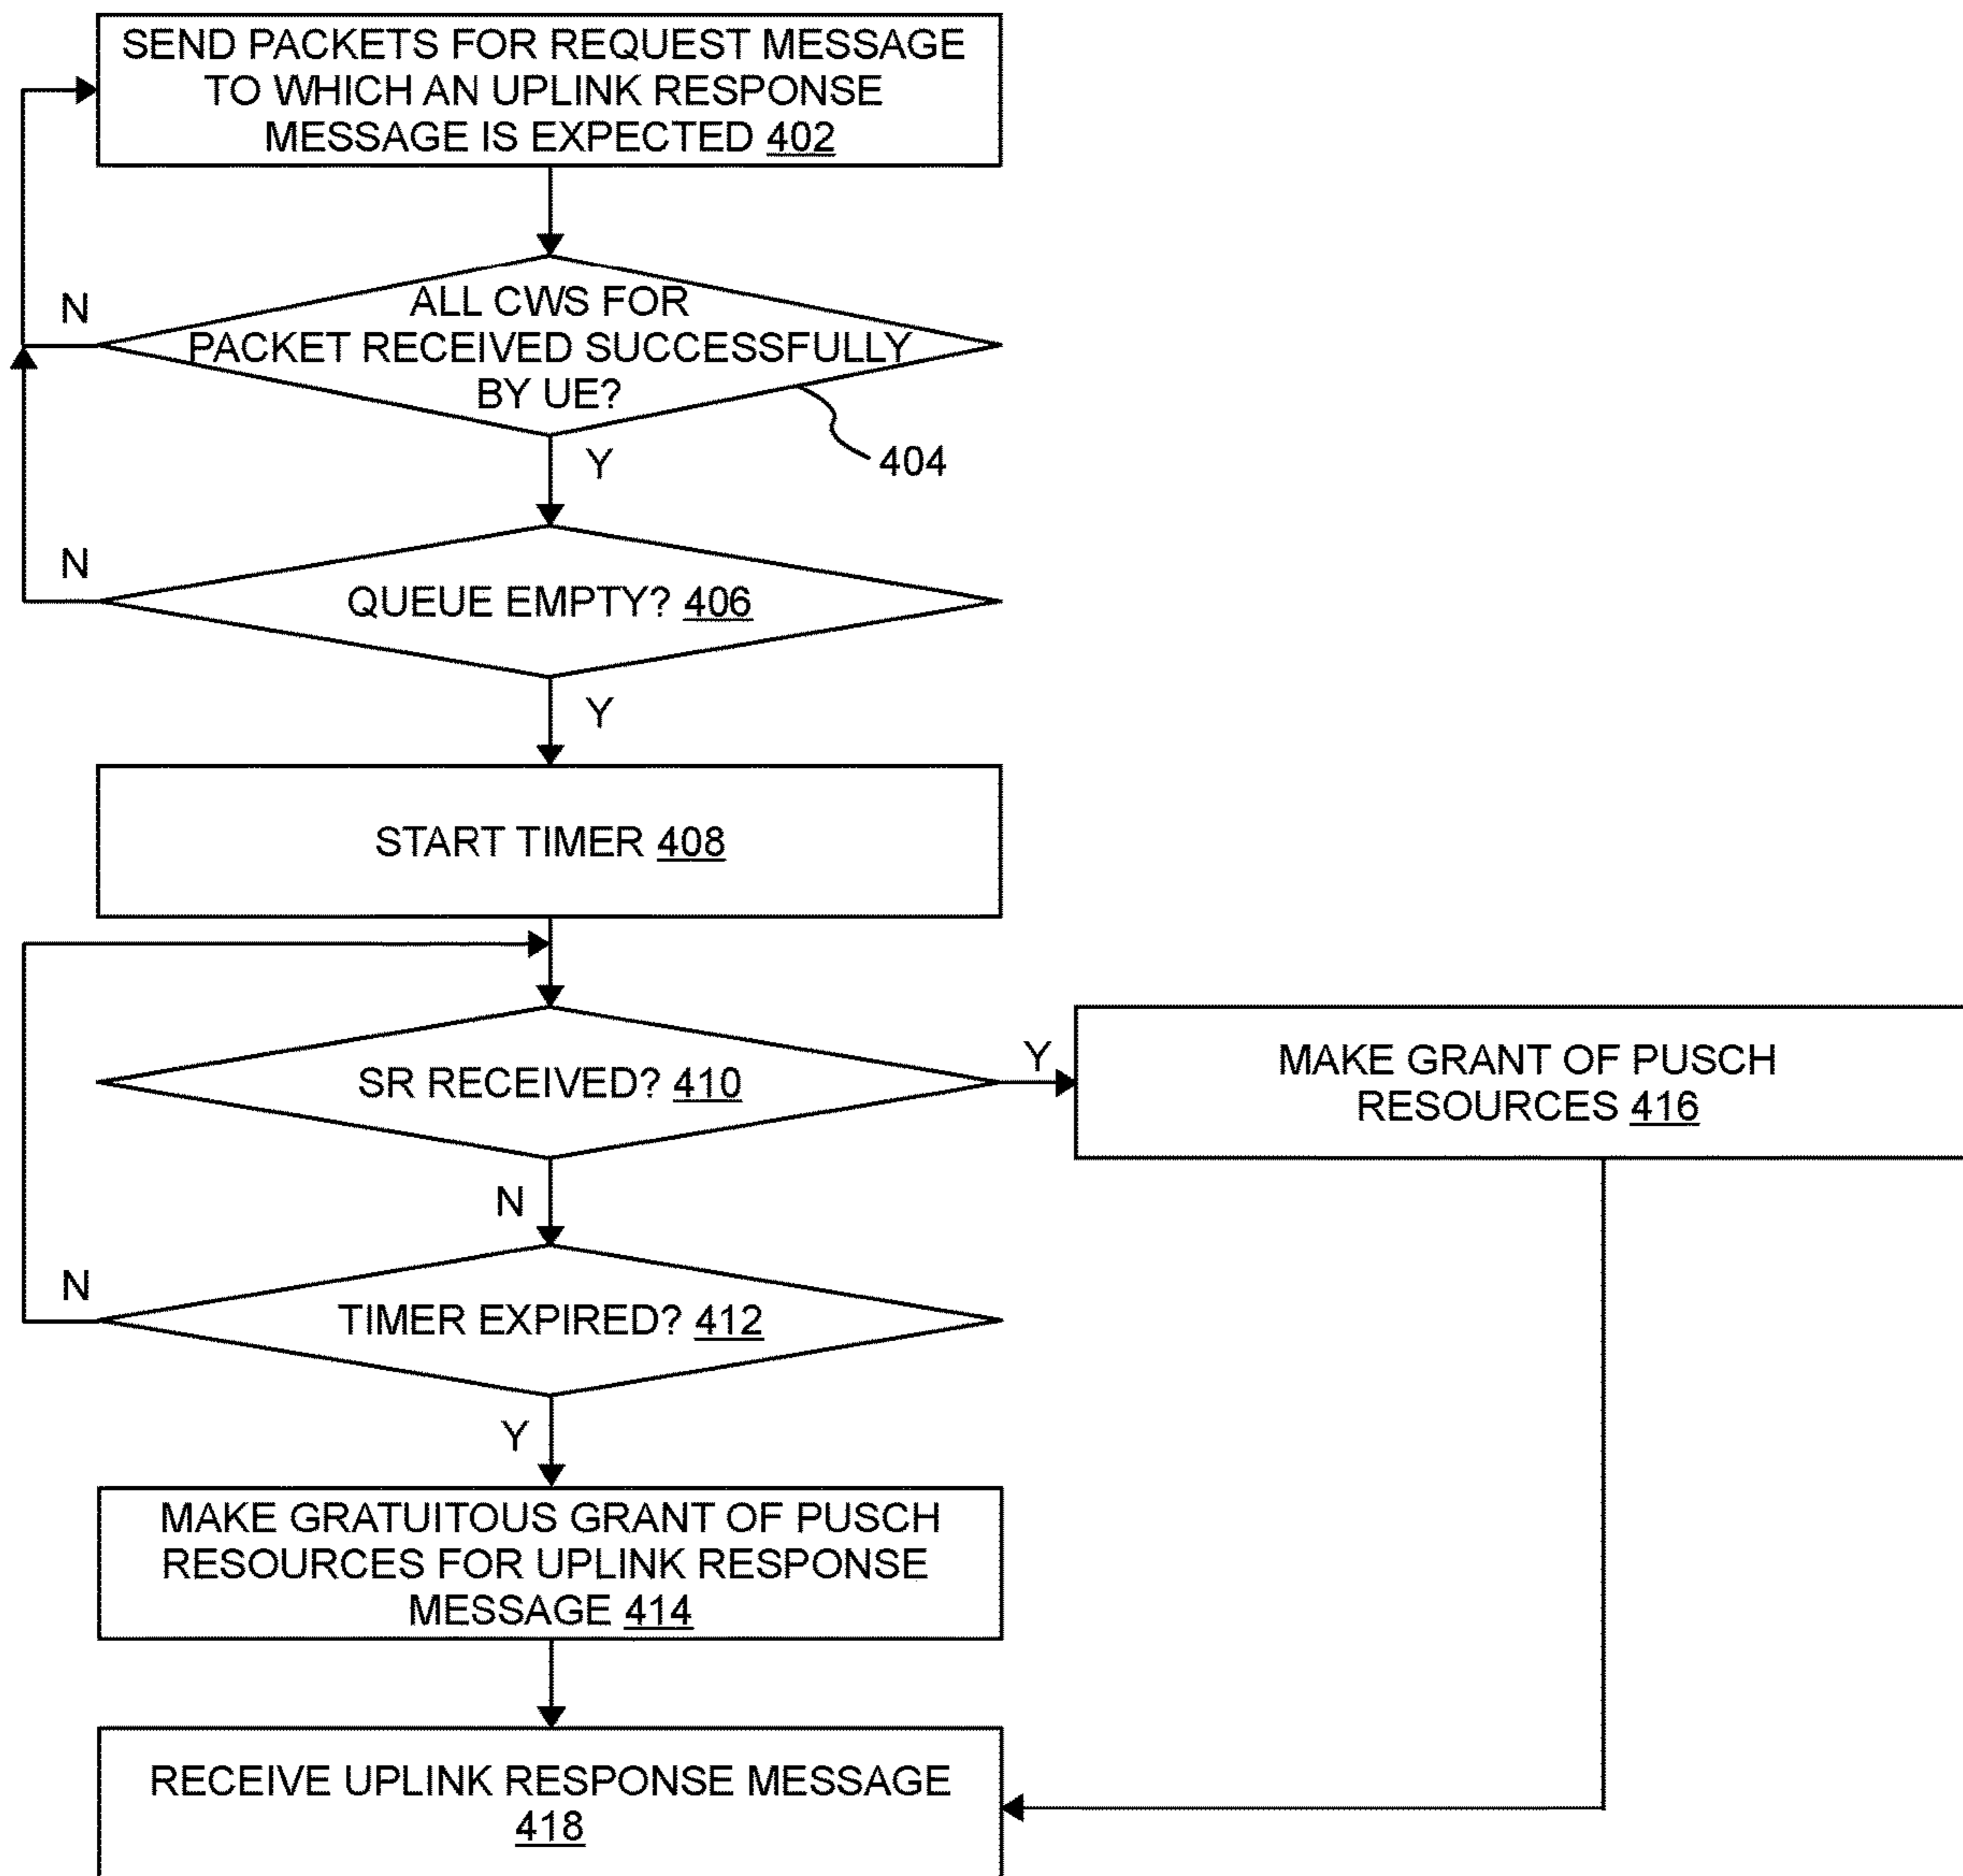 SEND PACKETS FOR REQUEST MESSAGE
TO WHICH AN UPLINK RESPONSE
MESSAGE IS EXPECTED 402
N
ALL CWS FOR
PACKET RECEIVED SUCCESSFULLY
BY UE?
Y
404
N
QUEUE EMPTY? 406
Y
START TIMER 408
SR RECEIVED? 410
Y
MAKE GRANT OF PUSCH
RESOURCES 416
N
N
TIMER EXPIRED? 412
Y
MAKE GRATUITOUS GRANT OF PUSCH
RESOURCES FOR UPLINK RESPONSE
MESSAGE 414
RECEIVE UPLINK RESPONSE MESSAGE
418